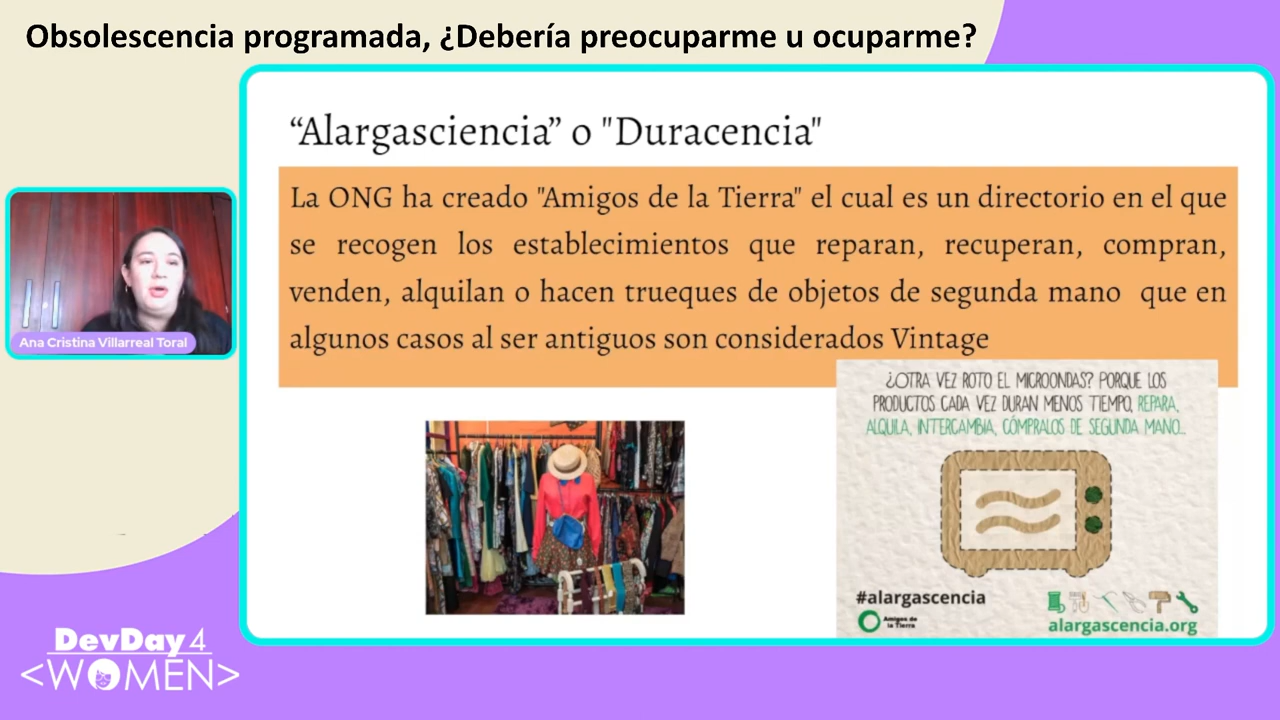 Obsolescencia programada, ¿Debería preocuparme u ocuparme?
“Alargasciencia” o "Duracencia"
La ONG ha creado "Amigos de la Tierra" el cual es un directorio en el que
se recogen los establecimientos que reparan, recuperan, compran,
venden, alquilan o hacen trueques de objetos de segunda mano que en
algunos casos al ser antiguos son considerados Vintage
Ana Cristina Villarreal Toral
¿OTRA VEZ ROTO EL MICROONDAS? PORQUE LOS
PRODUCTOS CADA VEZ DURAN MENOS TIEMPO, REPARA,
ALQUILA, INTERCAMBIA, CÓMPRALOS DE SEGUNDA MANO...
#alargascencia
Amigos de
la Tierra
alargascencia.org
DevDay4
<WOMEN>